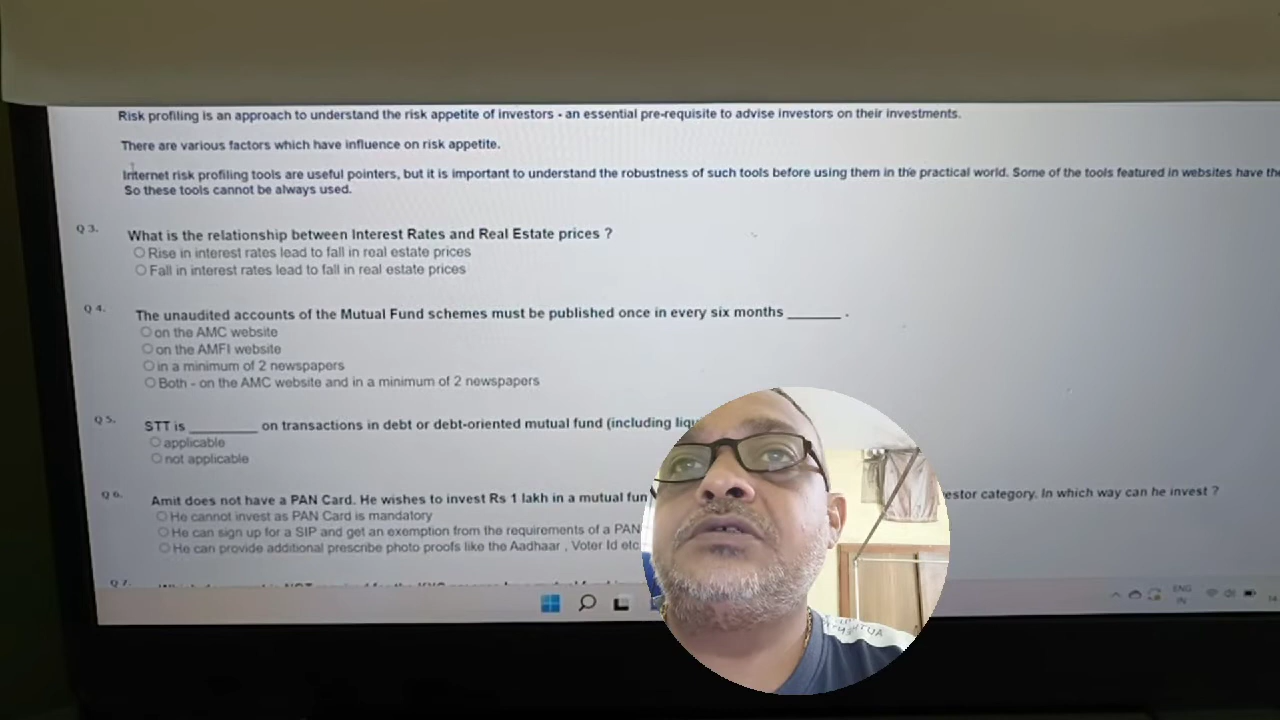 Risk profiling is an approach to understand the risk appetite of investors - an essential pre-requisite to advise investors on their investments.
There are various factors which have influence on risk appetite.
Internet risk profiling tools are useful pointers, but it is important to understand the robustness of such tools before using them in the practical world. Some of the tools featured in websites have
So these tools cannot be always used.
Q 3. What is the relationship between Interest Rates and Real Estate prices ?
Rise in interest rates lead to fall in real estate prices
Fall in interest rates lead to fall in real estate prices
Q 4. The unaudited accounts of the Mutual Fund schemes must be published once in every six months _______ .
on the AMC website
on the AMFI website
in a minimum of 2 newspapers
Both - on the AMC website and in a minimum of 2 newspapers
Q 5. STT is _________ on transactions in debt or debt-oriented mutual fund (including
applicable
not applicable
Q 6. Amit does not have a PAN Card. He wishes to invest Rs 1 lakh in a mutual category. In which way can he invest ?
He cannot invest as PAN Card is mandatory
He can sign up for a SIP and get an exemption from the requirements of a PAN
He can provide additional prescribe photo proofs like the Aadhaar , Voter Id etc
Q 7.
ENG
IN